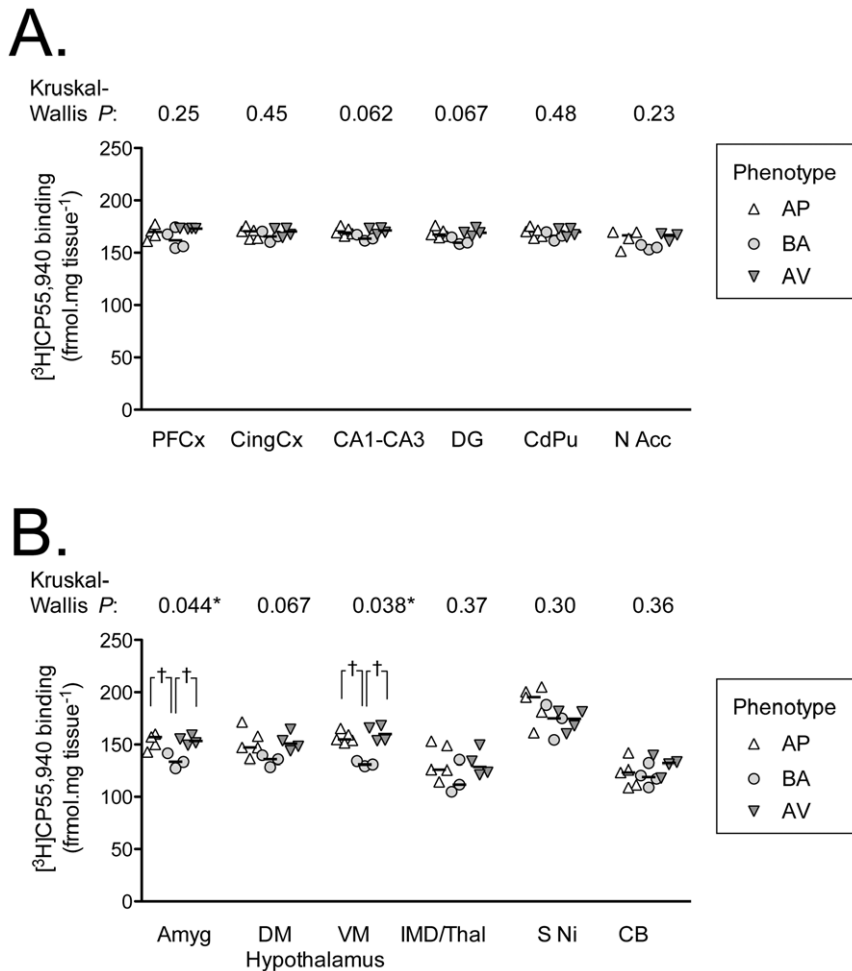 A.
Kruskal-
Wallis P: 0.25 0.45 0.062 0.067 0.48 0.23
250
200
150
100
50
0
[³H]CP55,940 binding
(frmol.mg tissue⁻¹)
PFCx CingCx CA1-CA3 DG CdPu N Acc
Phenotype
AP
BA
AV
B.
Kruskal-
Wallis P: 0.044* 0.067 0.038* 0.37 0.30 0.36
250
200
150
100
50
0
[³H]CP55,940 binding
(frmol.mg tissue⁻¹)
† † † †
Amyg DM VM IMD/Thal S Ni CB
Hypothalamus
Phenotype
AP
BA
AV